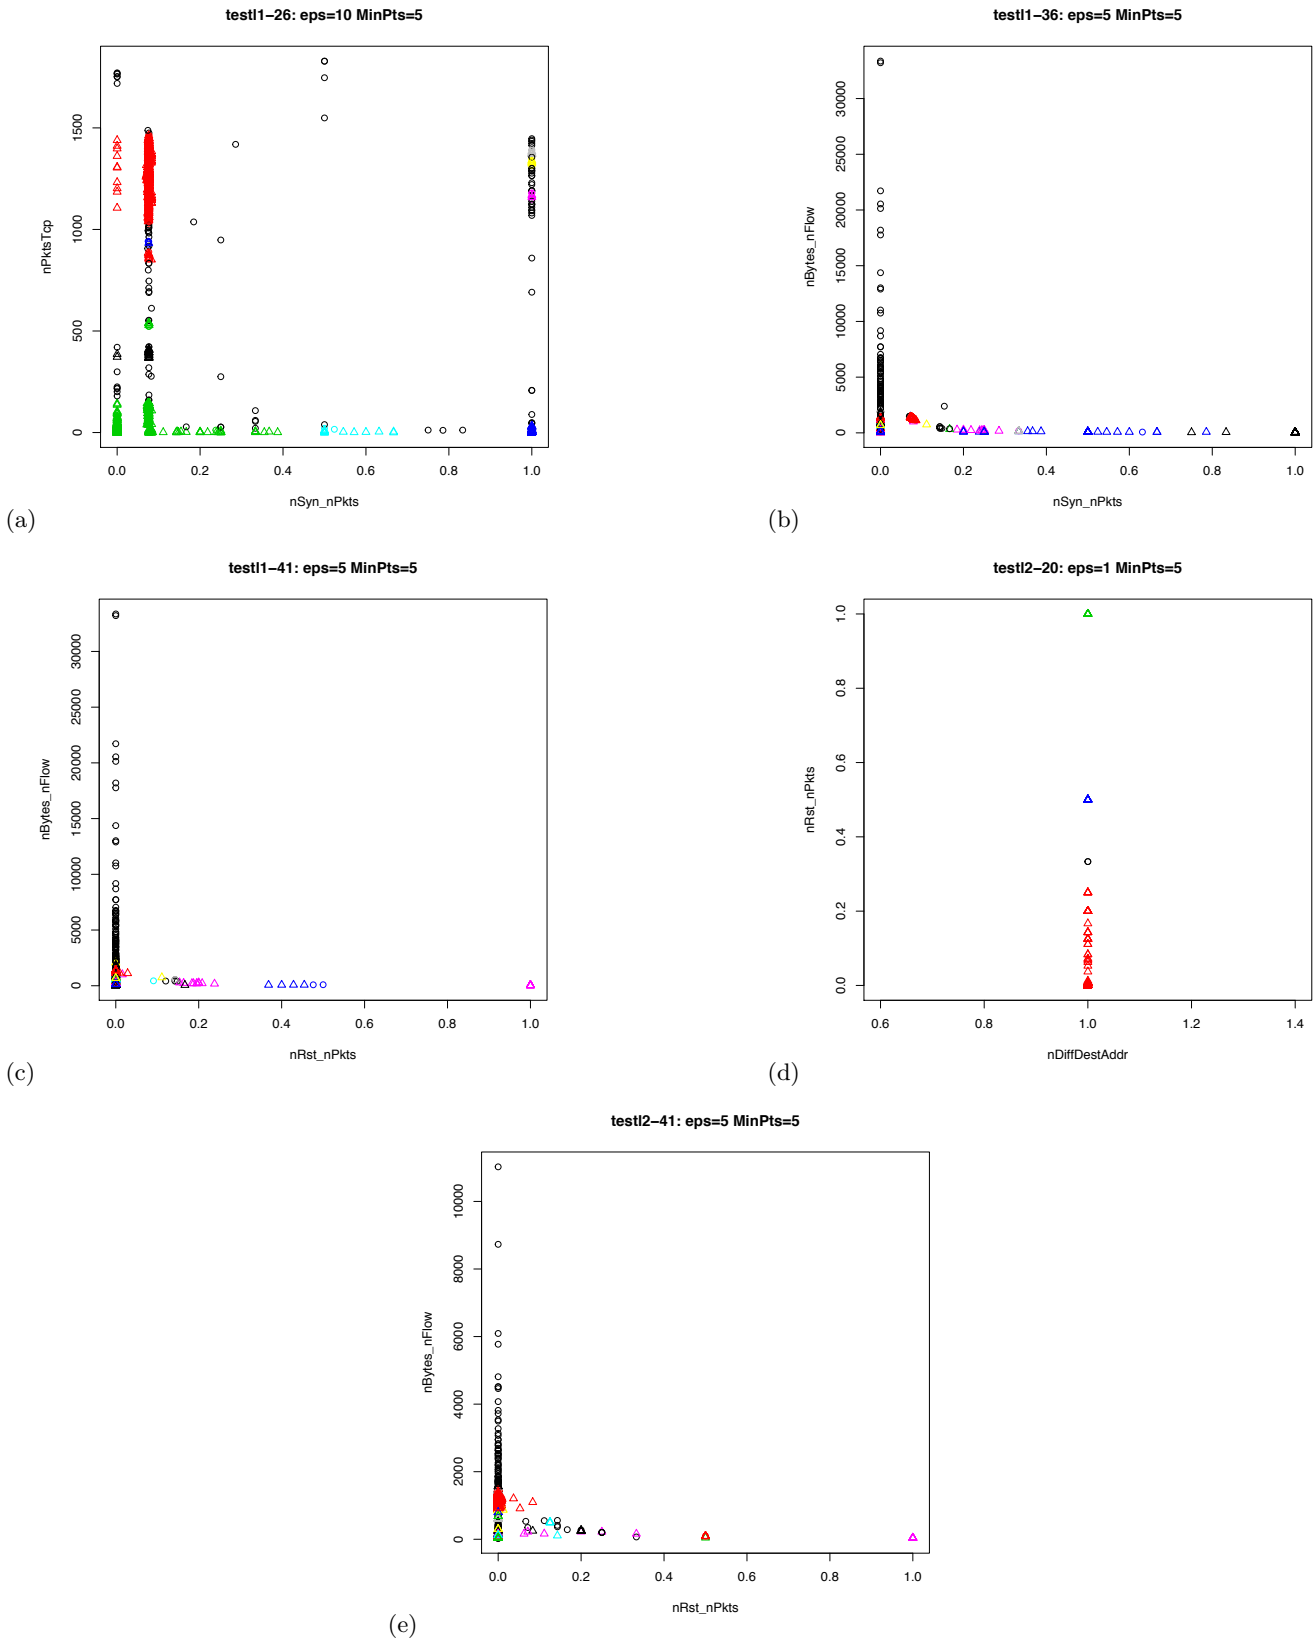 testl1−26: eps=10 MinPts=5
nPktsTcp
1500
1000
500
0
0.0 0.2 0.4 0.6 0.8 1.0
nSyn_nPkts
(a)
testl1−36: eps=5 MinPts=5
nBytes_nFlow
30000
25000
20000
15000
10000
5000
0
0.0 0.2 0.4 0.6 0.8 1.0
nSyn_nPkts
(b)
testl1−41: eps=5 MinPts=5
nBytes_nFlow
30000
25000
20000
15000
10000
5000
0
0.0 0.2 0.4 0.6 0.8 1.0
nRst_nPkts
(c)
testl2−20: eps=1 MinPts=5
nRst_nPkts
1.0
0.8
0.6
0.4
0.2
0.0
0.6 0.8 1.0 1.2 1.4
nDiffDestAddr
(d)
testl2−41: eps=5 MinPts=5
nBytes_nFlow
10000
8000
6000
4000
2000
0
0.0 0.2 0.4 0.6 0.8 1.0
nRst_nPkts
(e)